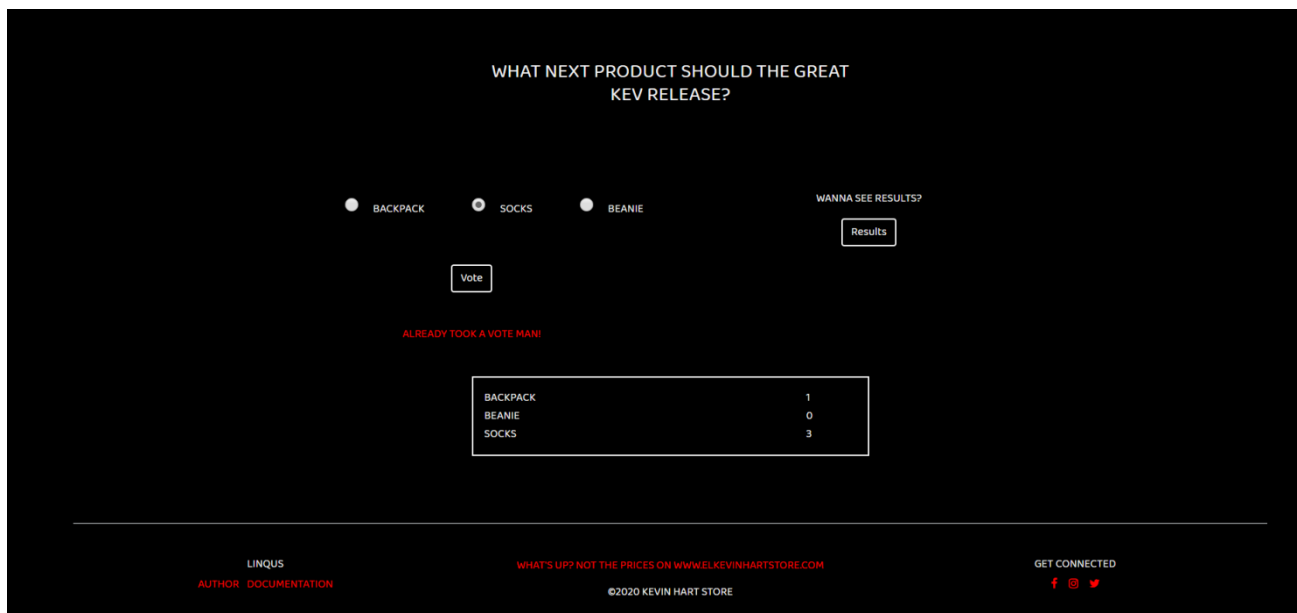 WHAT NEXT PRODUCT SHOULD THE GREAT
KEV RELEASE?
BACKPACK SOCKS BEANIE
WANNA SEE RESULTS?
Results
Vote
ALREADY TOOK A VOTE MAN!
BACKPACK 1
BEANIE 0
SOCKS 3
LINQUS
AUTHOR DOCUMENTATION
WHAT'S UP? NOT THE PRICES ON WWW.ELKEVINHARTSTORE.COM
©2020 KEVIN HART STORE
GET CONNECTED